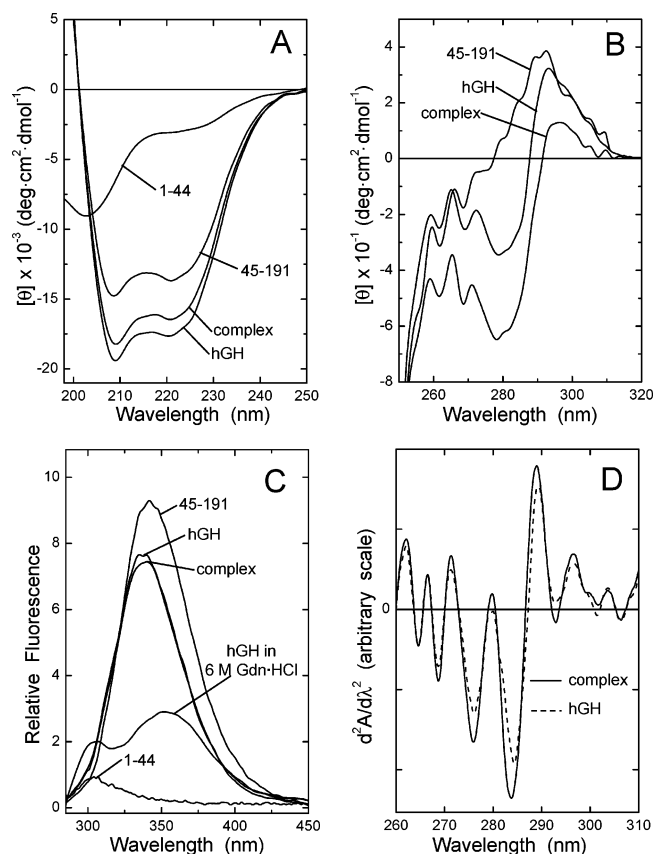 A
[θ] x 10⁻³ (deg·cm²·dmol⁻¹)
5
0
-5
-10
-15
-20
1-44
45-191
complex
hGH
200 210 220 230 240 250
Wavelength (nm)
B
[θ] x 10⁻¹ (deg·cm²·dmol⁻¹)
4
2
0
-2
-4
-6
-8
45-191
hGH
complex
260 280 300 320
Wavelength (nm)
C
Relative Fluorescence
10
8
6
4
2
0
45-191
hGH
complex
hGH in
6 M Gdn·HCl
1-44
300 350 400 450
Wavelength (nm)
D
d²A/dλ² (arbitrary scale)
0
complex
hGH
260 270 280 290 300 310
Wavelength (nm)